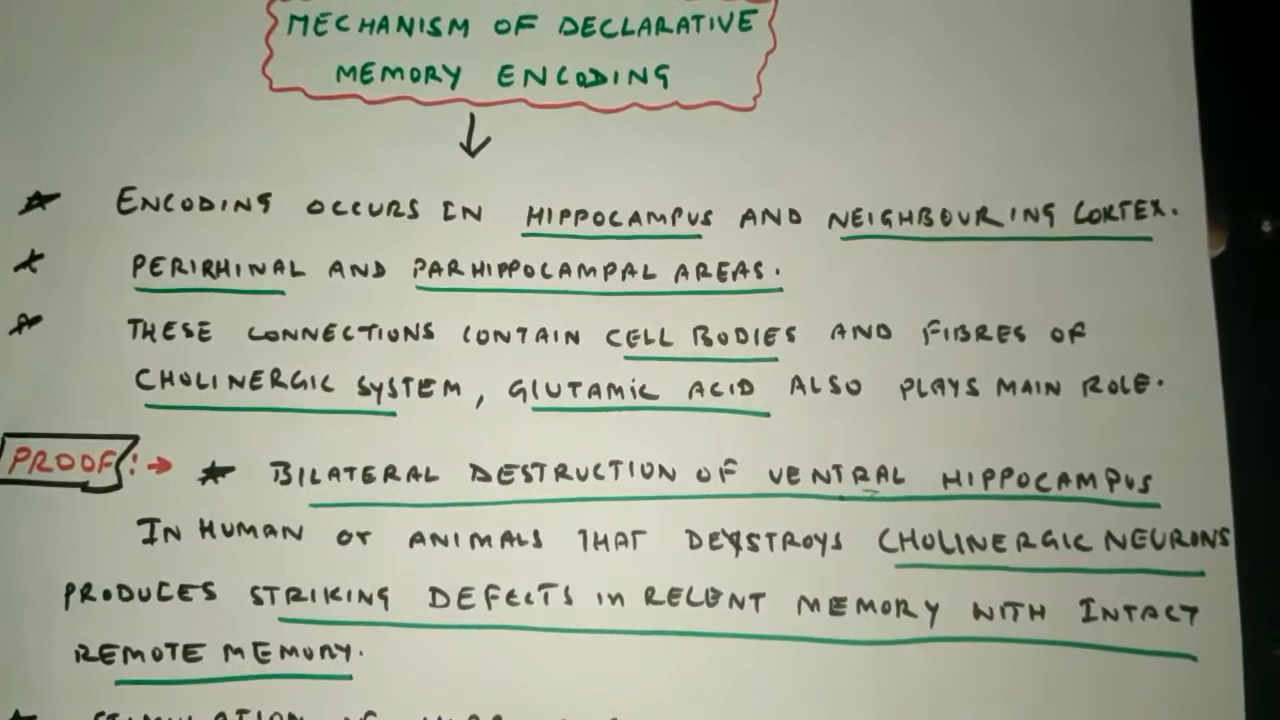 MECHANISM OF DECLARATIVE
MEMORY ENCODING
ENCODING OCCURS IN HIPPOCAMPUS AND NEIGHBOURING CORTEX.
PERIRHINAL AND PARHIPPOCAMPAL AREAS.
THESE CONNECTIONS CONTAIN CELL BODIES AND FIBRES OF
CHOLINERGIC SYSTEM, GLUTAMIC ACID ALSO PLAYS MAIN ROLE.
PROOF: → BILATERAL DESTRUCTION OF VENTRAL HIPPOCAMPUS
IN HUMAN or ANIMALS THAT DESTROYS CHOLINERGIC NEURONS
PRODUCES STRIKING DEFECTS in RECENT MEMORY WITH INTACT
REMOTE MEMORY.